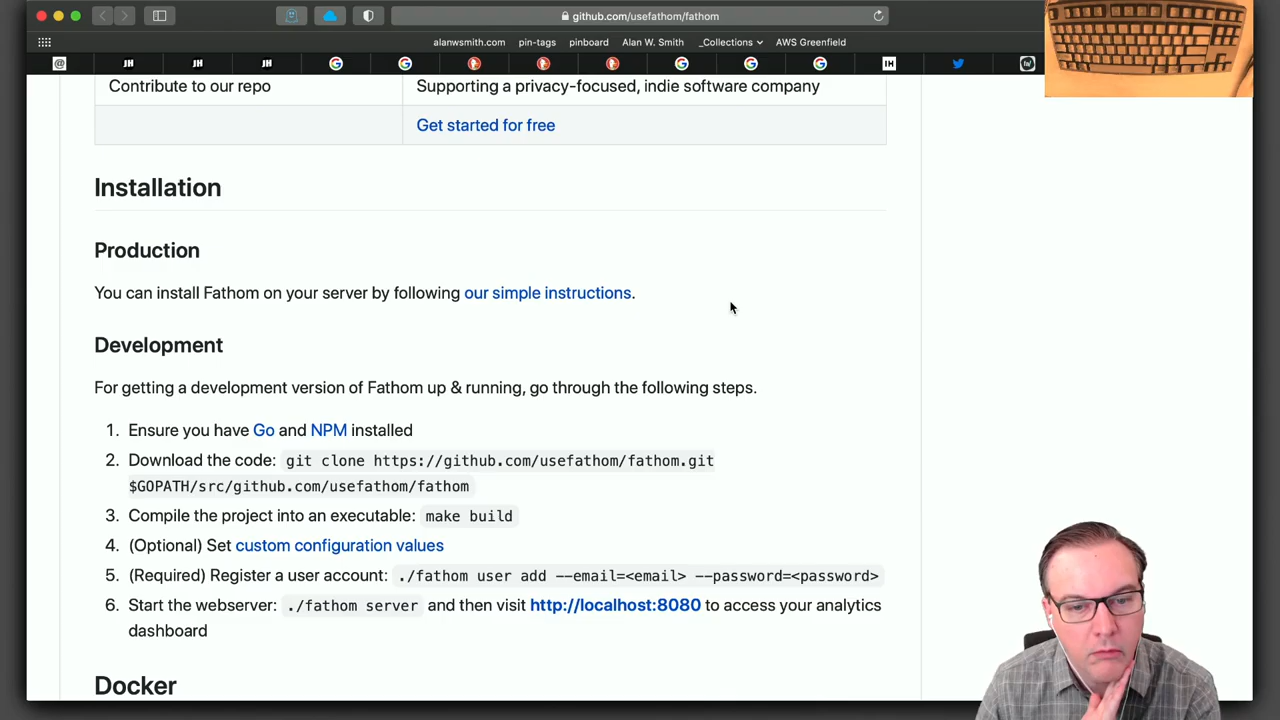 github.com/usefathom/fathom
alanwsmith.com pin-tags pinboard Alan W. Smith _Collections AWS Greenfield
@ JH JH JH G G G G G IH W
Contribute to our repo Supporting a privacy-focused, indie software company
Get started for free
Installation
Production
You can install Fathom on your server by following our simple instructions.
Development
For getting a development version of Fathom up & running, go through the following steps.
1. Ensure you have Go and NPM installed
2. Download the code: git clone https://github.com/usefathom/fathom.git
$GOPATH/src/github.com/usefathom/fathom
3. Compile the project into an executable: make build
4. (Optional) Set custom configuration values
5. (Required) Register a user account: ./fathom user add --email=<email> --password=<password>
6. Start the webserver: ./fathom server and then visit http://localhost:8080 to access your analytics
dashboard
Docker